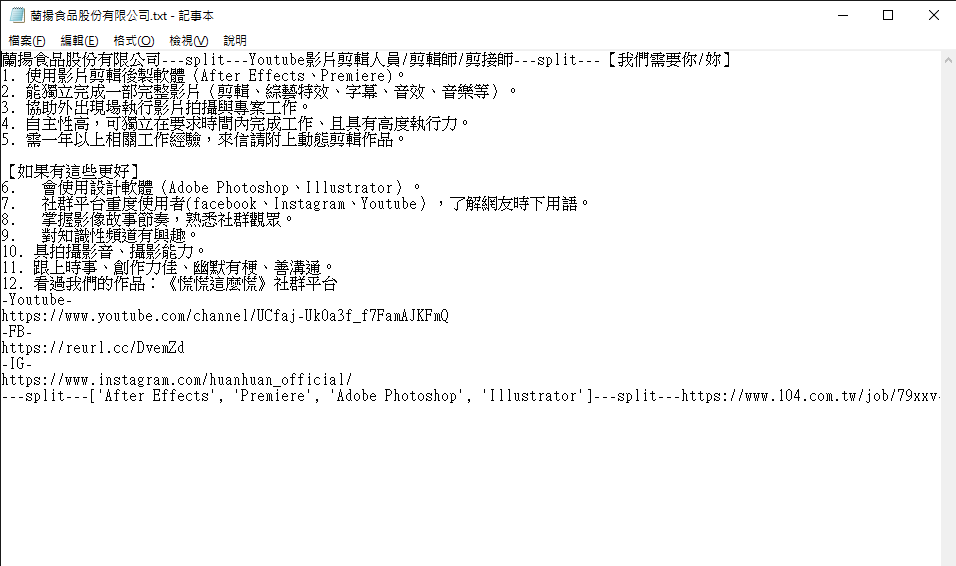 蘭揚食品股份有限公司.txt - 記事本
檔案(F) 編輯(E) 格式(O) 檢視(V) 說明
蘭揚食品股份有限公司---split---Youtube影片剪輯人員/剪輯師/剪接師---split---【我們需要你/妳】
1. 使用影片剪輯後製軟體（After Effects、Premiere)。
2. 能獨立完成一部完整影片（剪輯、綜藝特效、字幕、音效、音樂等）。
3. 協助外出現場執行影片拍攝與專案工作。
4. 自主性高，可獨立在要求時間內完成工作、且具有高度執行力。
5. 需一年以上相關工作經驗，來信請附上動態剪輯作品。
【如果有這些更好】
6.   會使用設計軟體（Adobe Photoshop、Illustrator）。
7.   社群平台重度使用者(facebook、Instagram、Youtube），了解網友時下用語。
8.   掌握影像故事節奏，熟悉社群觀眾。
9.   對知識性頻道有興趣。
10. 具拍攝影音、攝影能力。
11. 跟上時事、創作力佳、幽默有梗、善溝通。
12. 看過我們的作品：《慌慌這麼慌》社群平台
-Youtube-
https://www.youtube.com/channel/UCfaj-Uk0a3f_f7FamAJKFmQ
-FB-
https://reurl.cc/DvemZd
-IG-
https://www.instagram.com/huanhuan_official/
---split---['After Effects', 'Premiere', 'Adobe Photoshop', 'Illustrator']---split---https://www.104.com.tw/job/79xxv-